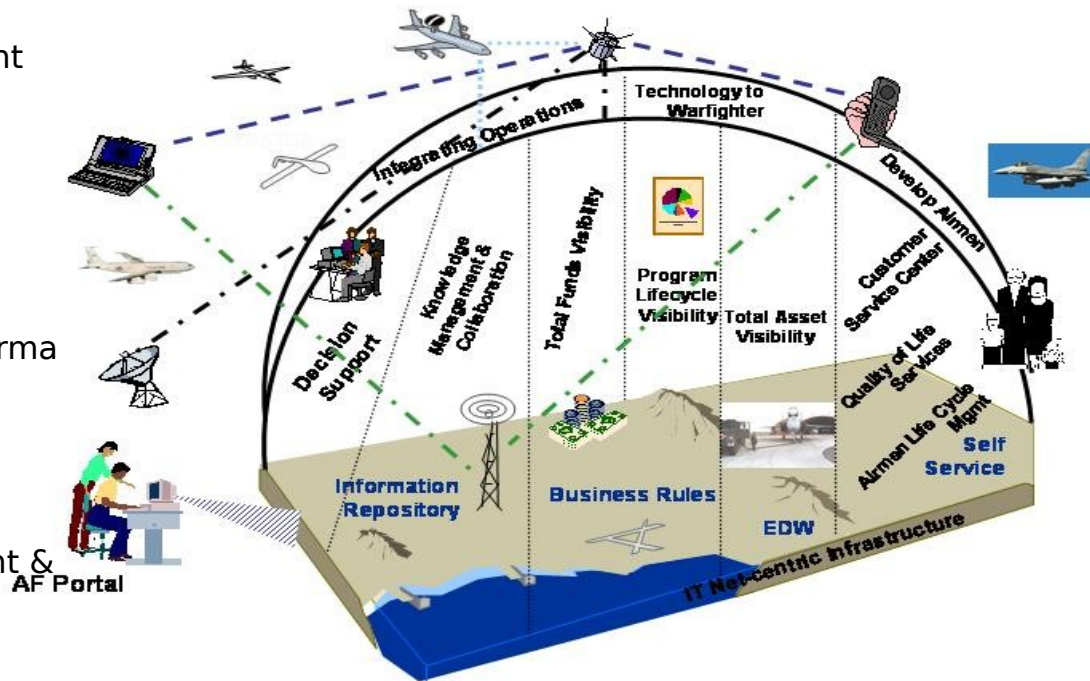 nt
Technology to
Warfighter
Integrating Operations
Develop Airmen
Knowledge
Management &
Collaboration
Total Funds Visibility
Customer
Service Center
Program
Lifecycle
Visibility
Total Asset
Visibility
rma
Decision
Support
Quality of Life
Services
Airmen Life Cycle
Mgmt
Self
Service
Information
Repository
Business Rules
EDW
IT Net-centric Infrastructure
nt &
AF Portal